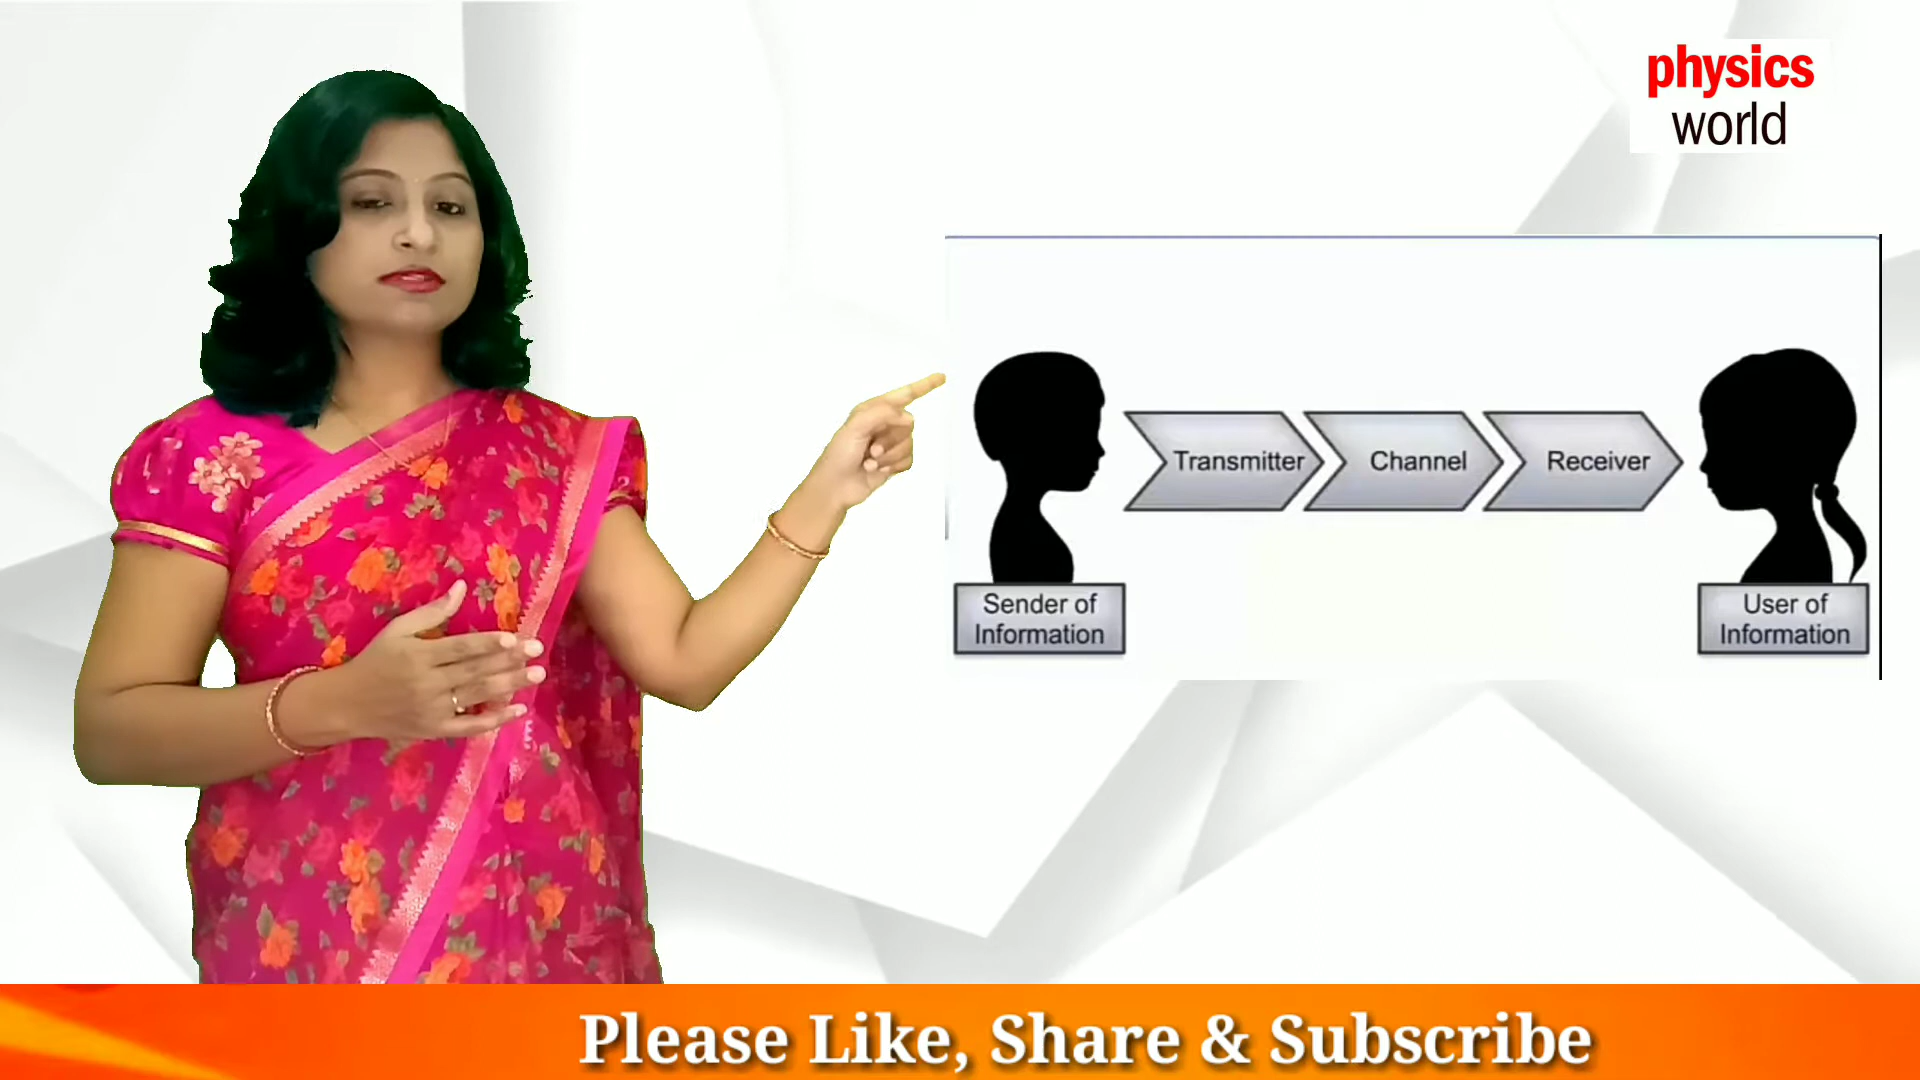 physics
world
Transmitter
Channel
Receiver
Sender of
Information
User of
Information
Please Like, Share & Subscribe